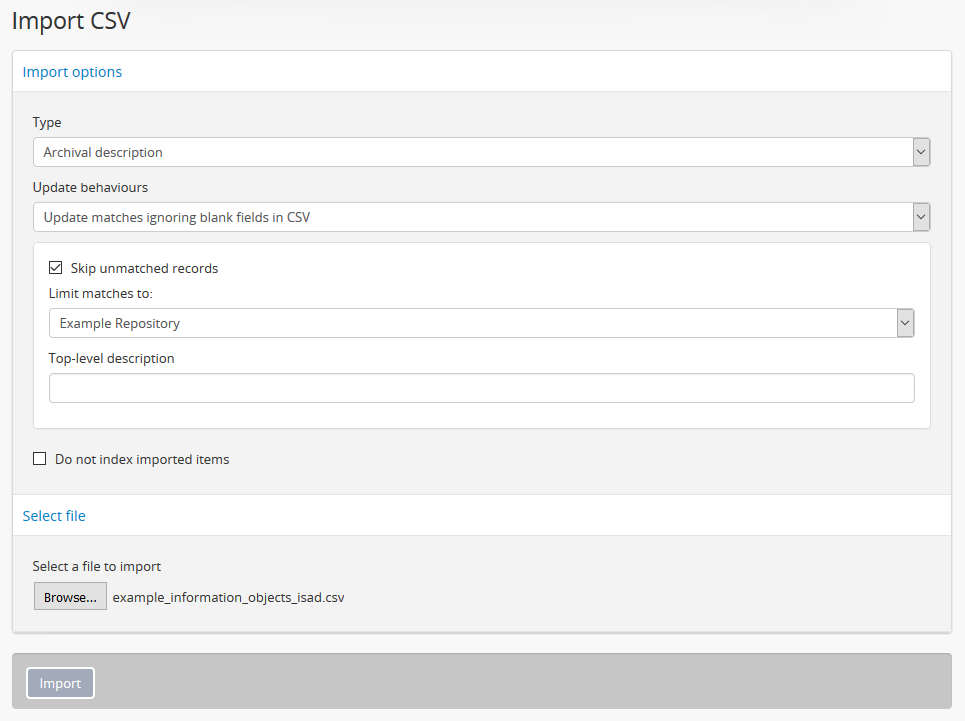 Import CSV
Import options
Type
Archival description
Update behaviours
Update matches ignoring blank fields in CSV
Skip unmatched records
Limit matches to:
Example Repository
Top-level description
Do not index imported items
Select file
Select a file to import
Browse... example_information_objects_isad.csv
Import